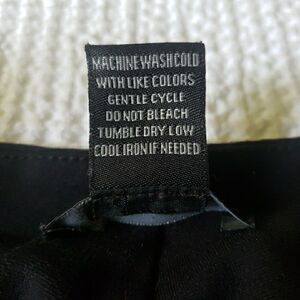 MACHINE WASH COLD
WITH LIKE COLORS
GENTLE CYCLE
DO NOT BLEACH
TUMBLE DRY LOW
COOL IRON IF NEEDED